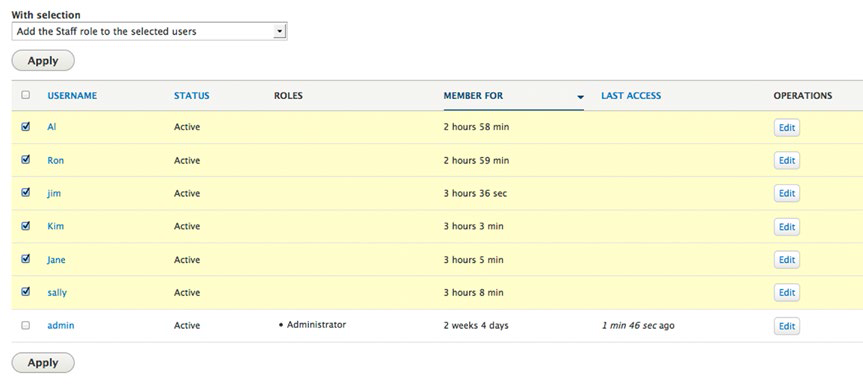 With selection
Add the Staff role to the selected users
Apply
USERNAME STATUS ROLES MEMBER FOR LAST ACCESS OPERATIONS
Al Active 2 hours 58 min Edit
Ron Active 2 hours 59 min Edit
jim Active 3 hours 36 sec Edit
Kim Active 3 hours 3 min Edit
Jane Active 3 hours 5 min Edit
sally Active 3 hours 8 min Edit
admin Active • Administrator 2 weeks 4 days 1 min 46 sec ago Edit
Apply